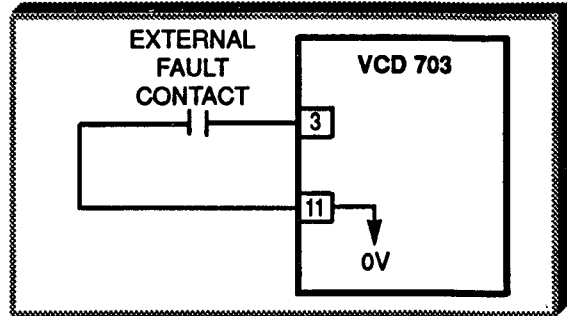 EXTERNAL
FAULT
CONTACT
VCD 703
3
11
0V